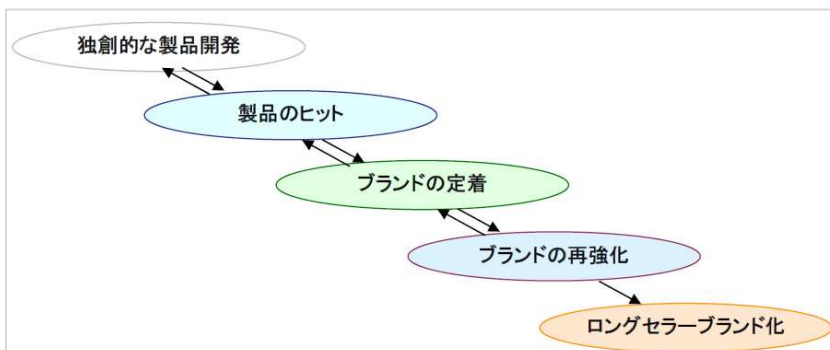 独創的な製品開発
製品のヒット
ブランドの定着
ブランドの再強化
ロングセラーブランド化